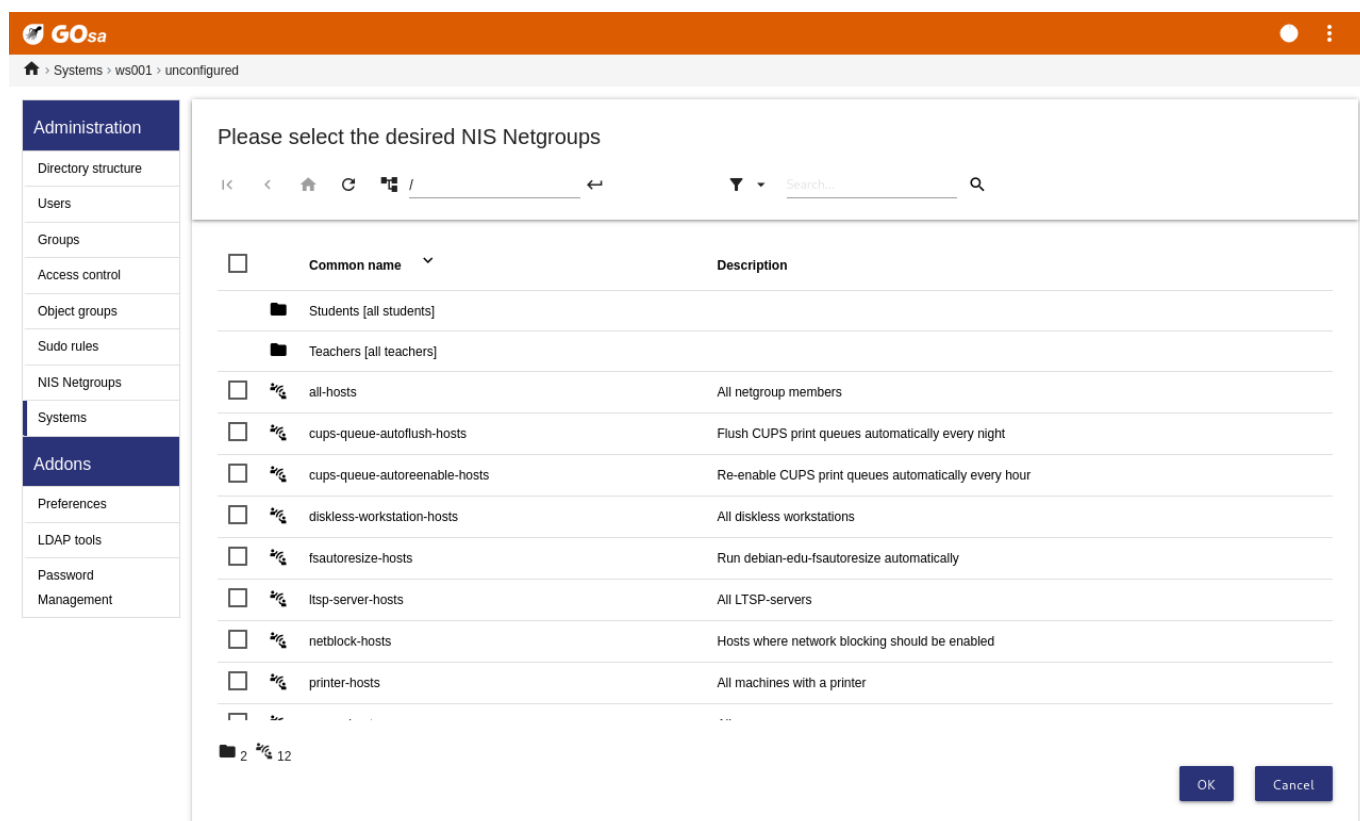 GOsa
Systems › ws001 › unconfigured
Administration
Directory structure
Users
Groups
Access control
Object groups
Sudo rules
NIS Netgroups
Systems
Addons
Preferences
LDAP tools
Password
Management
Please select the desired NIS Netgroups
/
Search...
Common name Description
Students [all students]
Teachers [all teachers]
all-hosts All netgroup members
cups-queue-autoflush-hosts Flush CUPS print queues automatically every night
cups-queue-autoreenable-hosts Re-enable CUPS print queues automatically every hour
diskless-workstation-hosts All diskless workstations
fsautoresize-hosts Run debian-edu-fsautoresize automatically
ltsp-server-hosts All LTSP-servers
netblock-hosts Hosts where network blocking should be enabled
printer-hosts All machines with a printer
2 12
OK Cancel